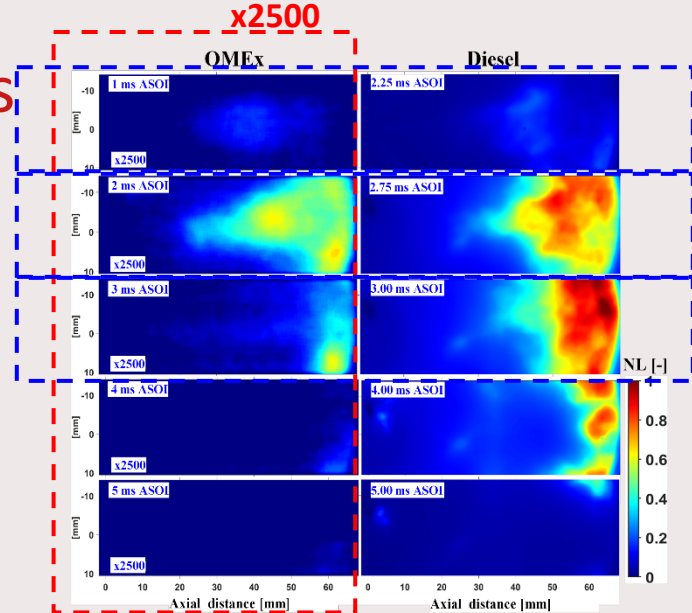 x2500
OMEx Diesel
S
1 ms ASOI 2.25 ms ASOI
-10
0
10
[mm]
x2500
2 ms ASOI 2.75 ms ASOI
-10
0
10
[mm]
x2500
3 ms ASOI 3.00 ms ASOI
-10
0
10
[mm]
x2500
NL [-]
4 ms ASOI 4.00 ms ASOI
-10
0
10
[mm]
x2500
5 ms ASOI 5.00 ms ASOI
-10
0
10
[mm]
x2500
1
0.8
0.6
0.4
0.2
0
0 10 20 30 40 50 60 0 10 20 30 40 50 60
Axial distance [mm] Axial distance [mm]